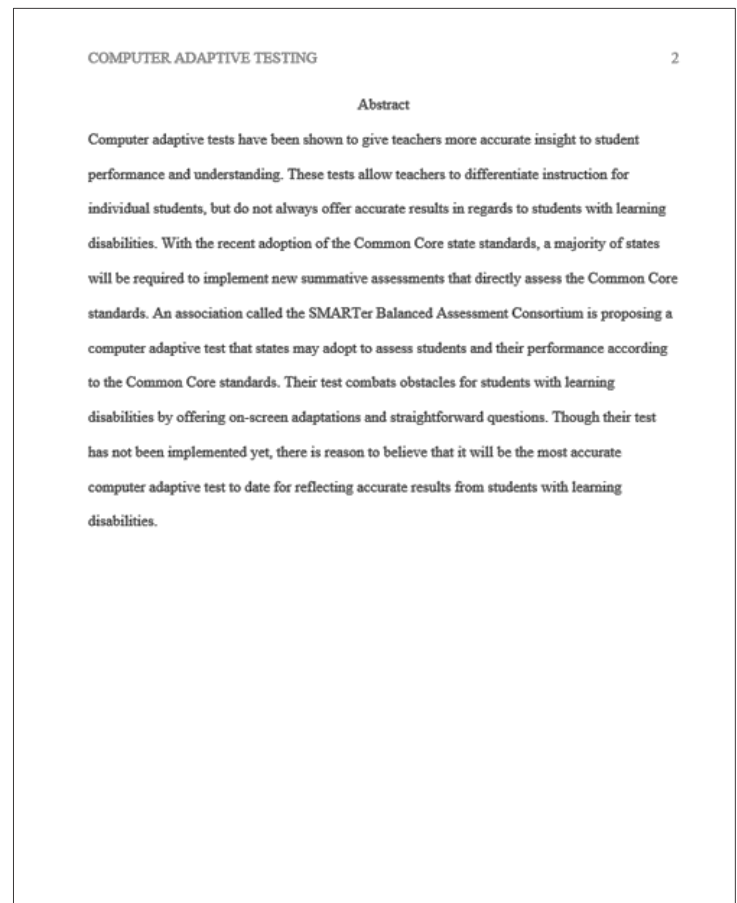 COMPUTER ADAPTIVE TESTING 2
Abstract
Computer adaptive tests have been shown to give teachers more accurate insight to student
performance and understanding. These tests allow teachers to differentiate instruction for
individual students, but do not always offer accurate results in regards to students with learning
disabilities. With the recent adoption of the Common Core state standards, a majority of states
will be required to implement new summative assessments that directly assess the Common Core
standards. An association called the SMARTer Balanced Assessment Consortium is proposing a
computer adaptive test that states may adopt to assess students and their performance according
to the Common Core standards. Their test combats obstacles for students with learning
disabilities by offering on-screen adaptations and straightforward questions. Though their test
has not been implemented yet, there is reason to believe that it will be the most accurate
computer adaptive test to date for reflecting accurate results from students with learning
disabilities.